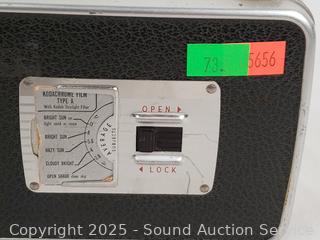 5656
KODACHROME FILM
TYPE A
With Kodak Daylight Filter
BRIGHT SUN on
light sand or snow
BRIGHT SUN
HAZY SUN
CLOUDY BRIGHT
OPEN SHADE
AVERAGE
SUBJECTS
OPEN
LOCK
Copyright 2025 - Sound Auction Service